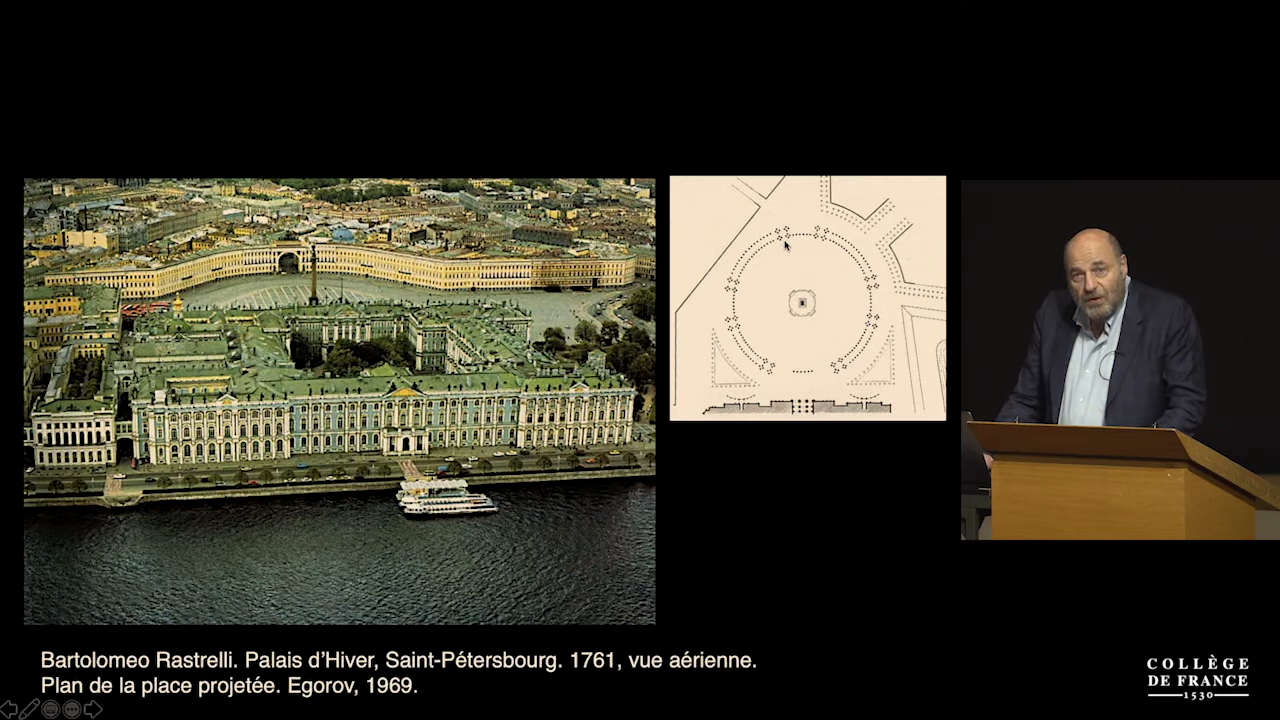 Bartolomeo Rastrelli. Palais d’Hiver, Saint-Pétersbourg. 1761, vue aérienne.
Plan de la place projetée. Egorov, 1969.
COLLÈGE
DE FRANCE
1530